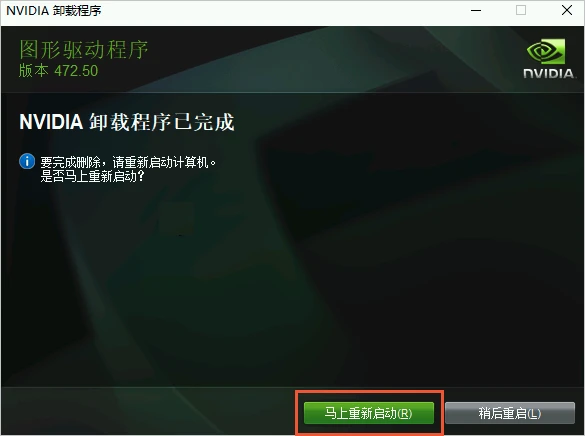 NVIDIA 卸载程序
图形驱动程序
版本 472.50
NVIDIA
NVIDIA 卸载程序已完成
要完成删除，请重新启动计算机。
是否马上重新启动？
马上重新启动(R)
稍后重启(L)